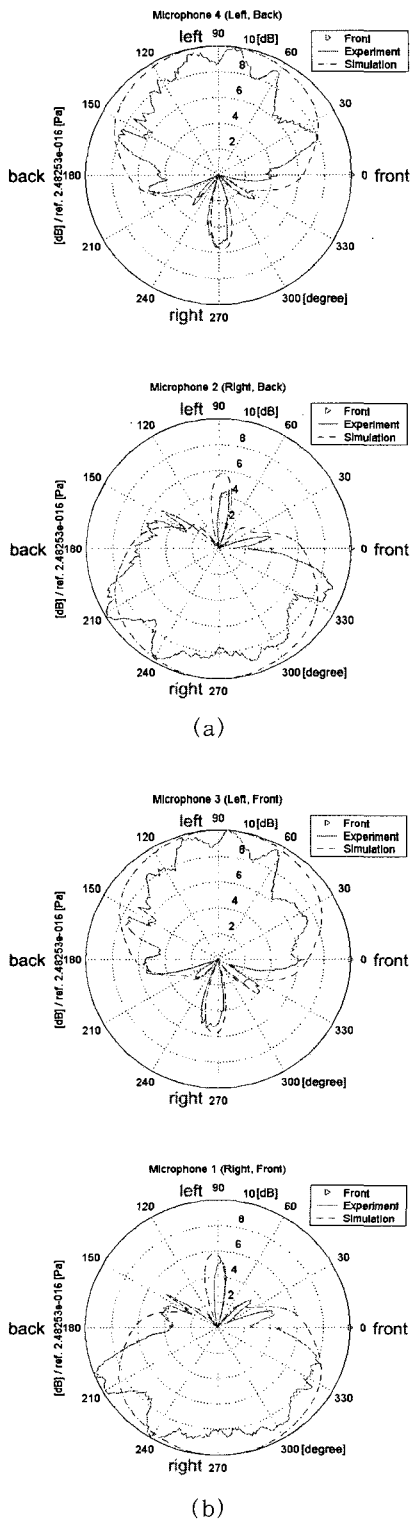 Microphone 4 (Left, Back)
left 90 10[dB]
120 60
8
6
4
2
150 30
back 180 0 front
210 330
240 300[degree]
right 270
[dB] / ref. 2.48253e-016 [Pa]
Front
Experiment
Simulation
Microphone 2 (Right, Back)
left 90 10[dB]
120 60
8
6
4
2
150 30
back 180 0 front
210 330
240 300[degree]
right 270
[dB] / ref. 2.48253e-016 [Pa]
Front
Experiment
Simulation
(a)
Microphone 3 (Left, Front)
left 90 10[dB]
120 60
8
6
4
2
150 30
back 180 0 front
210 330
240 300[degree]
right 270
[dB] / ref. 2.48253e-016 [Pa]
Front
Experiment
Simulation
Microphone 1 (Right, Front)
left 90 10[dB]
120 60
8
6
4
2
150 30
back 180 0 front
210 330
240 300[degree]
right 270
[dB] / ref. 2.48253e-016 [Pa]
Front
Experiment
Simulation
(b)